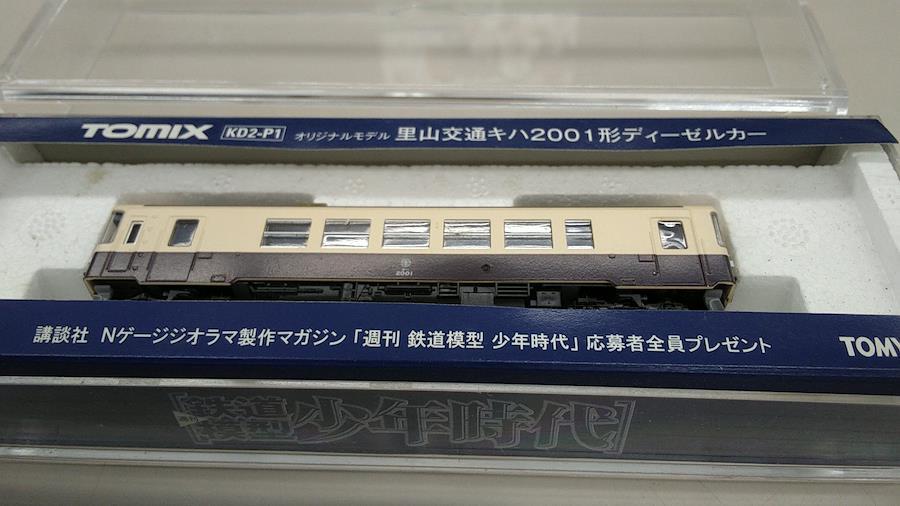 TOMIX KD2-P1 オリジナルモデル 里山交通キハ2001形ディーゼルカー
2001
講談社 Nゲージジオラマ製作マガジン「週刊 鉄道模型 少年時代」応募者全員プレゼント TOMY
[鉄道模型少年時代]